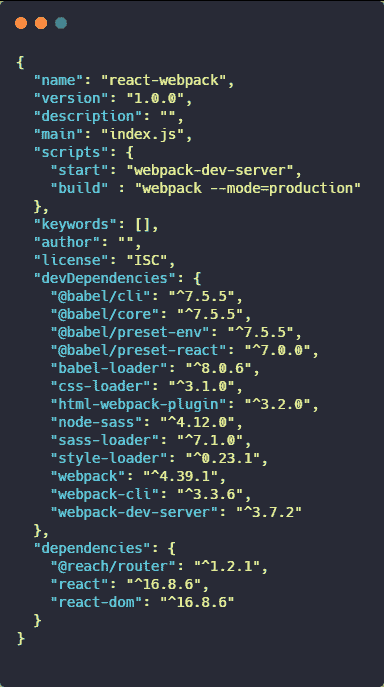 {
  "name": "react-webpack",
  "version": "1.0.0",
  "description": "",
  "main": "index.js",
  "scripts": {
    "start": "webpack-dev-server",
    "build" : "webpack --mode=production"
  },
  "keywords": [],
  "author": "",
  "license": "ISC",
  "devDependencies": {
    "@babel/cli": "^7.5.5",
    "@babel/core": "^7.5.5",
    "@babel/preset-env": "^7.5.5",
    "@babel/preset-react": "^7.0.0",
    "babel-loader": "^8.0.6",
    "css-loader": "^3.1.0",
    "html-webpack-plugin": "^3.2.0",
    "node-sass": "^4.12.0",
    "sass-loader": "^7.1.0",
    "style-loader": "^0.23.1",
    "webpack": "^4.39.1",
    "webpack-cli": "^3.3.6",
    "webpack-dev-server": "^3.7.2"
  },
  "dependencies": {
    "@reach/router": "^1.2.1",
    "react": "^16.8.6",
    "react-dom": "^16.8.6"
  }
}